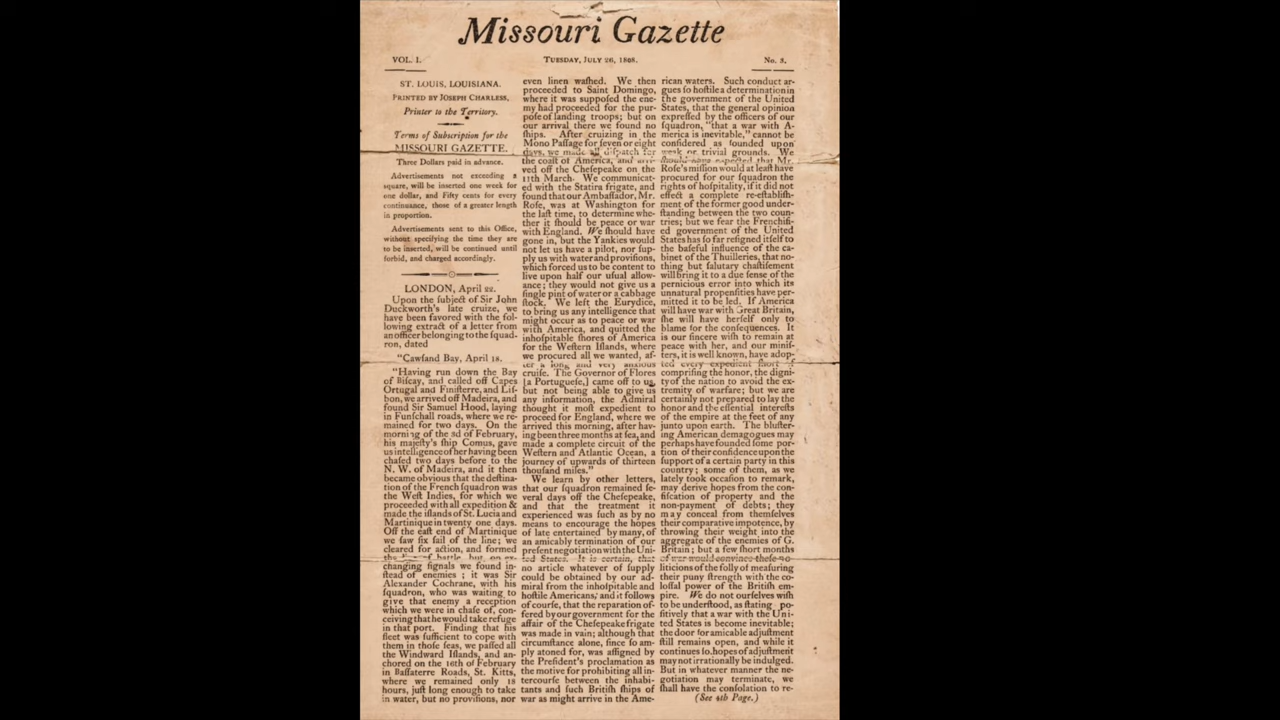 Missouri Gazette
VOL. I.
TUESDAY, JULY 26, 1808.
No. 3.
ST. LOUIS, LOUISIANA.
PRINTED BY JOSEPH CHARLESS,
Printer to the Territory.
Terms of Subscription for the
MISSOURI GAZETTE.
Three Dollars paid in advance.
Advertisements not exceeding a
square, will be inserted one week for
one dollar, and Fifty cents for every
continuance, those of a greater length
in proportion.
Advertisements sent to this Office,
without specifying the time they are
to be inserted, will be continued until
forbid, and charged accordingly.
LONDON, April 22.
Upon the ſubject of Sir John
Duckworth's late cruize, we
have been favored with the fol-
lowing extract of a letter from
an officer belonging to the ſquad-
ron, dated
"Cawſand Bay, April 18.
"Having run down the Bay
of Biſcay, and called off Capes
Ortugal and Finiſterre, and Liſ-
bon, we arrived off Madeira, and
found Sir Samuel Hood, laying
in Funſchall roads, where we re-
mained for two days. On the
morning of the 2d of February,
his majeſty's ſhip Comus, gave
us intelligence of her having been
chaſed two days before to the
N. W. of Madeira, and it then
became obvious that the deſtina-
tion of the French ſquadron was
the Weſt Indies, for which we
proceeded with all expedition &
made the iſlands of St. Lucia and
Martinique in twenty one days.
Off the eaſt end of Martinique
we ſaw ſix ſail of the line; we
cleared for action, and formed
the line of battle, but on ex-
changing ſignals we found in-
ſtead of enemies ; it was Sir
Alexander Cochrane, with his
ſquadron, who was waiting to
give that enemy a reception
which we were in chaſe of, con-
ceiving that he would take refuge
in that port. Finding that his
fleet was ſufficient to cope with
them in thoſe ſeas, we paſſed all
the Windward Iſlands, and an-
chored on the 16th of February
in Baſſaterre Roads, St. Kitts,
where we remained only 18
hours, juſt long enough to take
in water, but no proviſions, nor
even linen waſhed. We then
proceeded to Saint Domingo,
where it was ſuppoſed the ene-
my had proceeded for the pur-
poſe of landing troops; but on
our arrival there we found no
ſhips. After cruizing in the
Mono Paſſage for ſeven or eight
days, we made all diſpatch for
the coaſt of America, and arri-
ved off the Cheſepeake on the
11th March. We communicat-
ed with the Statira frigate, and
found that our Ambaſſador, Mr.
Roſe, was at Waſhington for
the laſt time, to determine whe-
ther it ſhould be peace or war
with England. We ſhould have
gone in, but the Yankies would
not let us have a pilot, nor ſup-
ply us with water and proviſions,
which forced us to be content to
live upon half our uſual allow-
ance; they would not give us a
ſingle pint of water or a cabbage
ſtock. We left the Eurydice,
to bring us any intelligence that
might occur as to peace or war
with America, and quitted the
inhoſpitable ſhores of America
for the Weſtern Iſlands, where
we procured all we wanted, af-
ter a long and very anxious
cruiſe. The Governor of Flores
[a Portugueſe,] came off to us,
but not being able to give us
any information, the Admiral
thought it moſt expedient to
proceed for England, where we
arrived this morning, after hav-
ing been three months at ſea, and
made a complete circuit of the
Weſtern and Atlantic Ocean, a
journey of upwards of thirteen
thouſand miles."
We learn by other letters,
that our ſquadron remained ſe-
veral days off the Cheſepeake,
and that the treatment it
experienced was ſuch as by no
means to encourage the hopes
of late entertained by many, of
an amicably termination of our
preſent negotiation with the Uni-
ted States. It is certain, that
no article whatever of ſupply
could be obtained by our ad-
miral from the inhoſpitable and
hoſtile Americans, and it follows
of courſe, that the reparation of-
fered by our government for the
affair of the Cheſepeake frigate
was made in vain; although that
circumſtance alone, ſince ſo am-
ply atoned for, was aſſigned by
the Preſident's proclamation as
the motive for prohibiting all in-
tercourſe between the inhabi-
tants and ſuch Britiſh ſhips of
war as might arrive in the Ame-
rican waters. Such conduct ar-
gues ſo hoſtile a determination in
the government of the United
States, that the general opinion
expreſſed by the officers of our
ſquadron, "that a war with A-
merica is inevitable," cannot be
conſidered as founded upon
weak or trivial grounds. We
ſhould have expected that Mr.
Roſe's miſſion would at leaſt have
procured for our ſquadron the
rights of hoſpitality, if it did not
effect a complete re-eſtabliſh-
ment of the former good under-
ſtanding between the two coun-
tries; but we fear the Frenchifi-
ed government of the United
States has ſo far reſigned itſelf to
the baſeful influence of the ca-
binet of the Thuilleries, that no-
thing but ſalutary chaſtiſement
will bring it to a due ſenſe of the
pernicious error into which its
unnatural propenſities have per-
mitted it to be led. If America
will have war with Great Britain,
ſhe will have herſelf only to
blame for the conſequences. It
is our ſincere wiſh to remain at
peace with her, and our miniſ-
ters, it is well known, have adop-
ted every expedient ſhort of
compriſing the honor, the digni-
ty of the nation to avoid the ex-
tremity of warfare; but we are
certainly not prepared to lay the
honor and the eſſential intereſts
of the empire at the feet of any
junto upon earth. The bluſter-
ing American demagogues may
perhaps have founded ſome por-
tion of their confidence upon the
ſupport of a certain party in this
country ; ſome of them, as we
lately took occaſion to remark,
may derive hopes from the con-
fiſcation of property and the
non-payment of debts; they
may conceal from themſelves
their comparative impotence, by
throwing their weight into the
aggregate of the enemies of G.
Britain ; but a few ſhort months
of war would convince theſe po-
liticians of the folly of meaſuring
their puny ſtrength with the co-
loſſal power of the Britiſh em-
pire. We do not ourſelves wiſh
to be underſtood, as ſtating po-
ſitively that a war with the Uni-
ted States is become inevitable;
the door for amicable adjuſtment
ſtill remains open, and while it
continues ſo, hopes of adjuſtment
may not irrationally be indulged.
But in whatever manner the ne-
gotiation may terminate, we
ſhall have the conſolation to re-
(See 4th Page.)